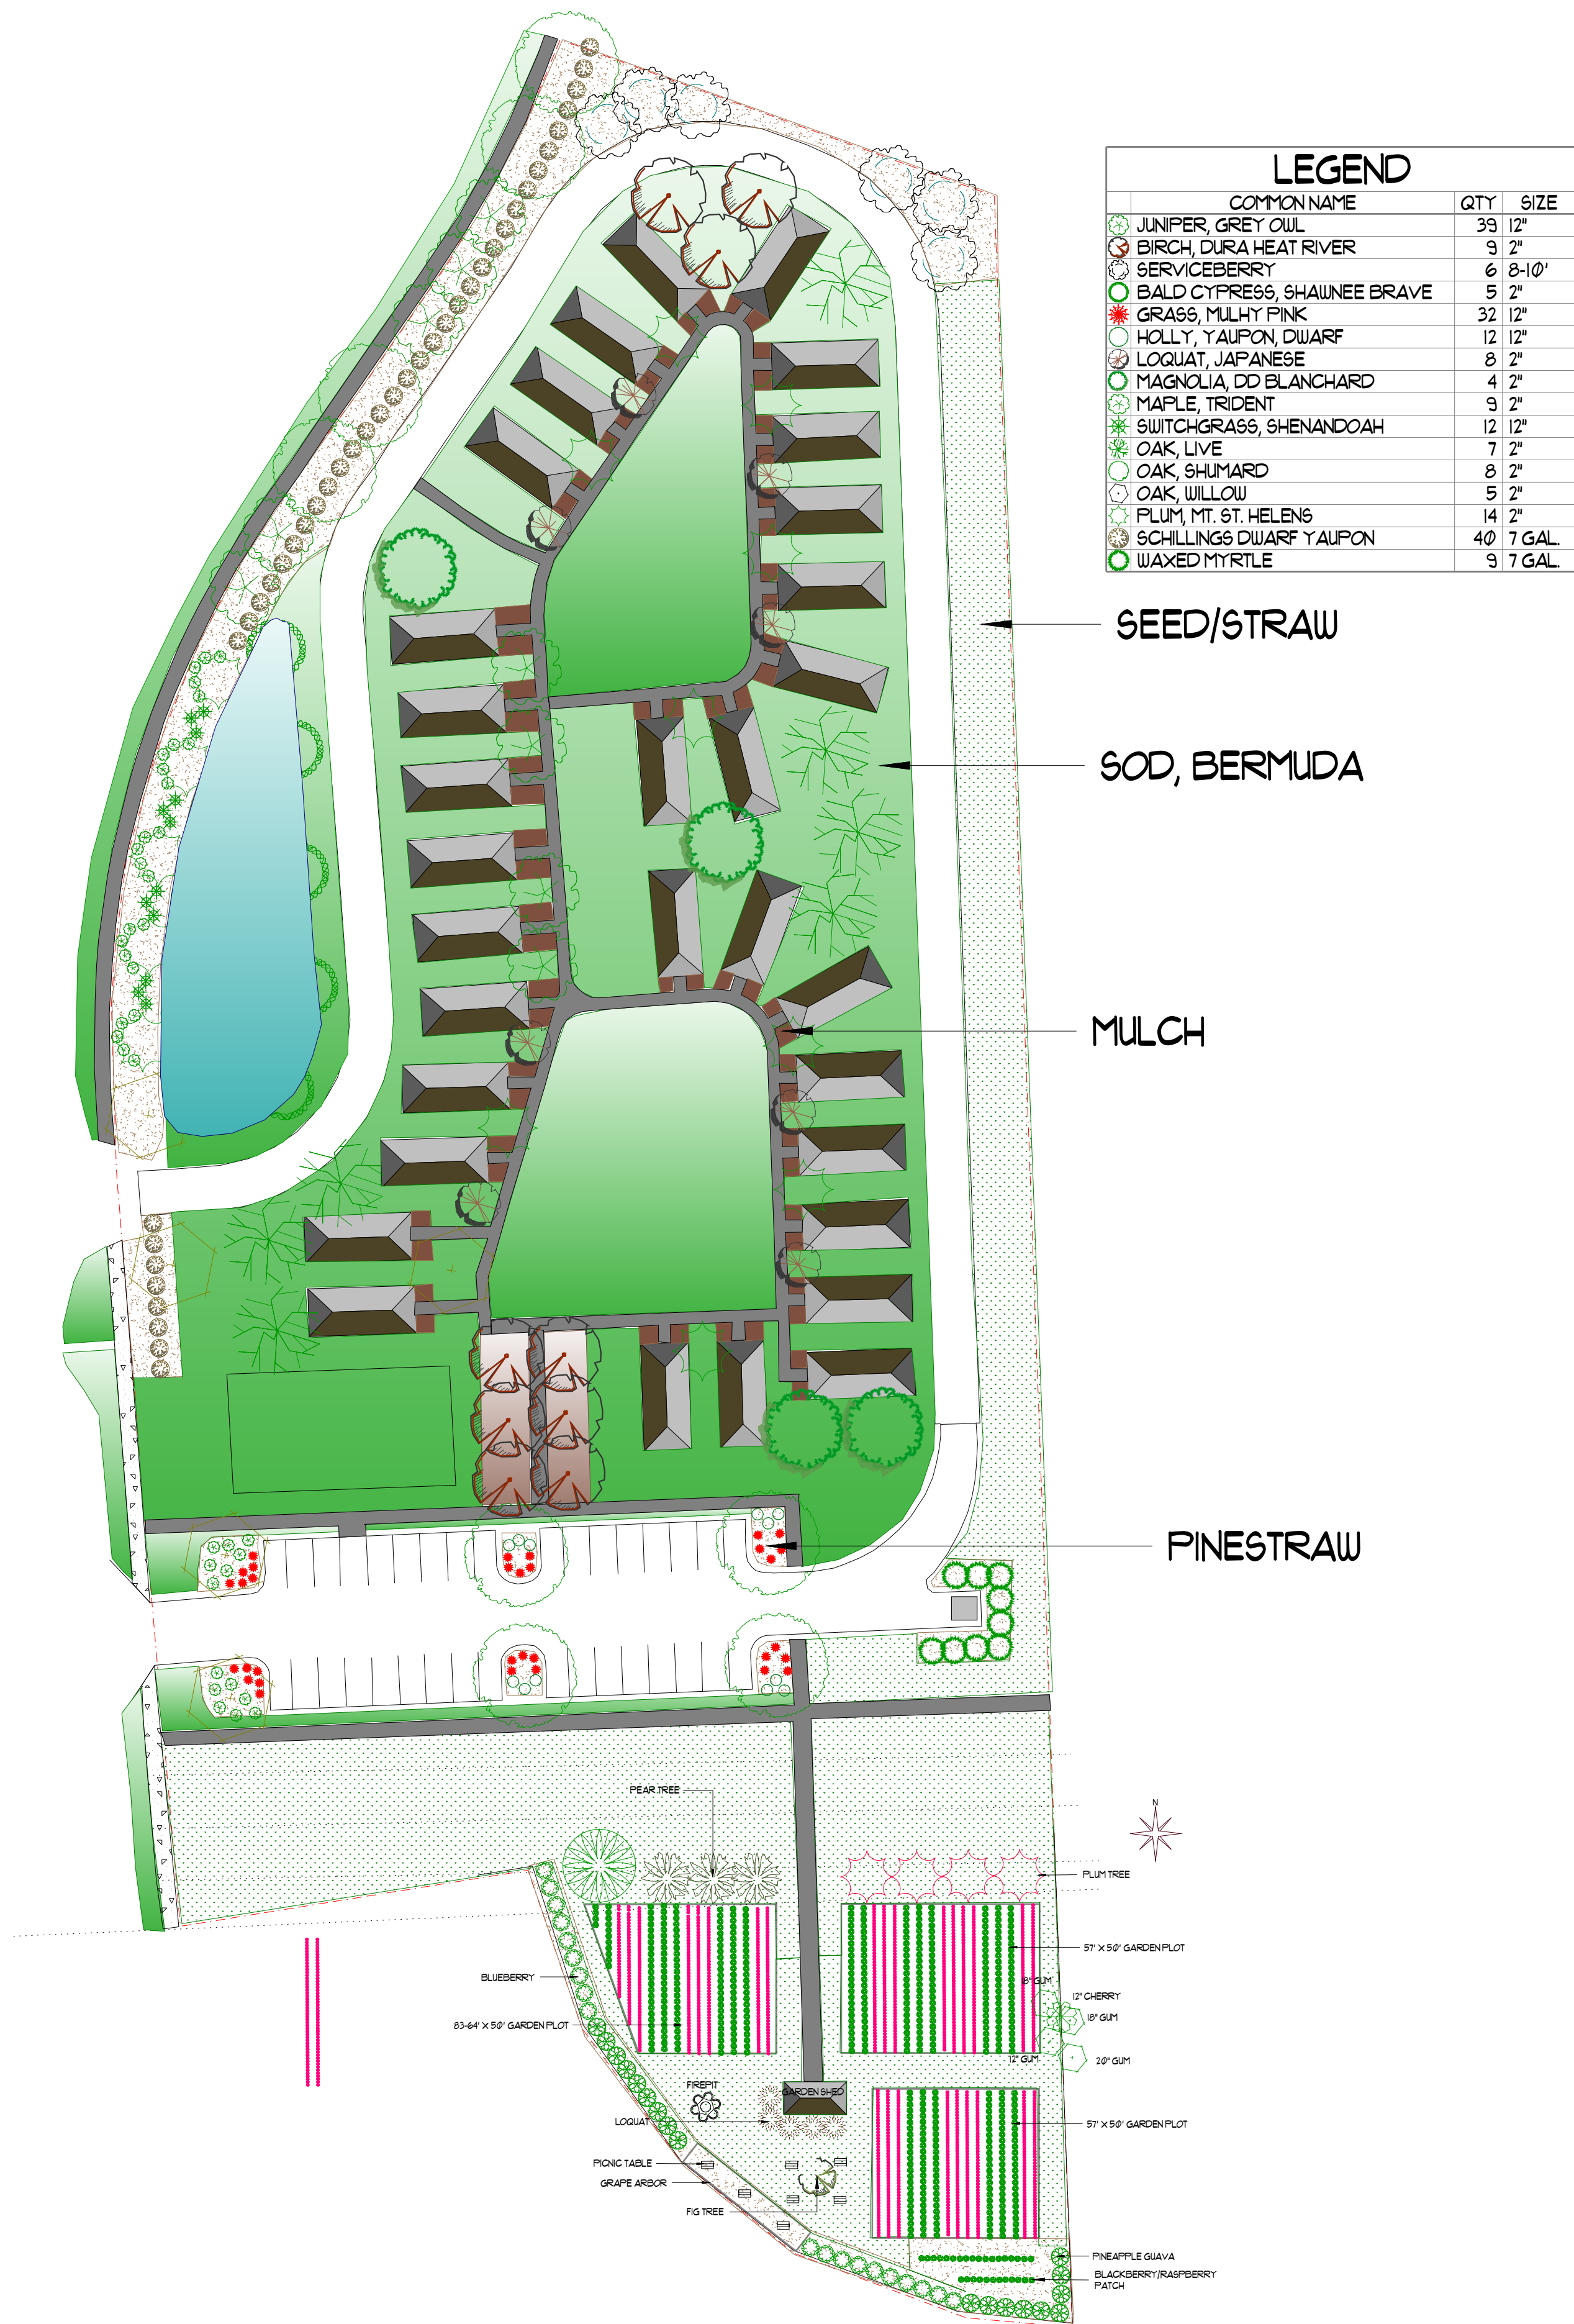 LEGEND
COMMON NAME QTY SIZE
JUNIPER, GREY OWL 39 12"
BIRCH, DURA HEAT RIVER 9 2"
SERVICEBERRY 6 8-10'
BALD CYPRESS, SHAWNEE BRAVE 5 2"
GRASS, MULHY PINK 32 12"
HOLLY, YAUPON, DWARF 12 12"
LOQUAT, JAPANESE 8 2"
MAGNOLIA, DD BLANCHARD 4 2"
MAPLE, TRIDENT 9 2"
SWITCHGRASS, SHENANDOAH 12 12"
OAK, LIVE 7 2"
OAK, SHUMARD 8 2"
OAK, WILLOW 5 2"
PLUM, MT. ST. HELENS 14 2"
SCHILLINGS DWARF YAUPON 40 7 GAL.
WAXED MYRTLE 9 7 GAL.
SEED/STRAW
SOD, BERMUDA
MULCH
PINESTRAW
PEAR TREE
N
PLUM TREE
57' X 50' GARDEN PLOT
BLUEBERRY
18" GUM
12" CHERRY
18" GUM
83-64' X 50' GARDEN PLOT
12" GUM
20" GUM
FIREPIT
GARDEN SHED
LOQUAT
57' X 50' GARDEN PLOT
PICNIC TABLE
GRAPE ARBOR
FIG TREE
PINEAPPLE GUAVA
BLACKBERRY/RASPBERRY
PATCH